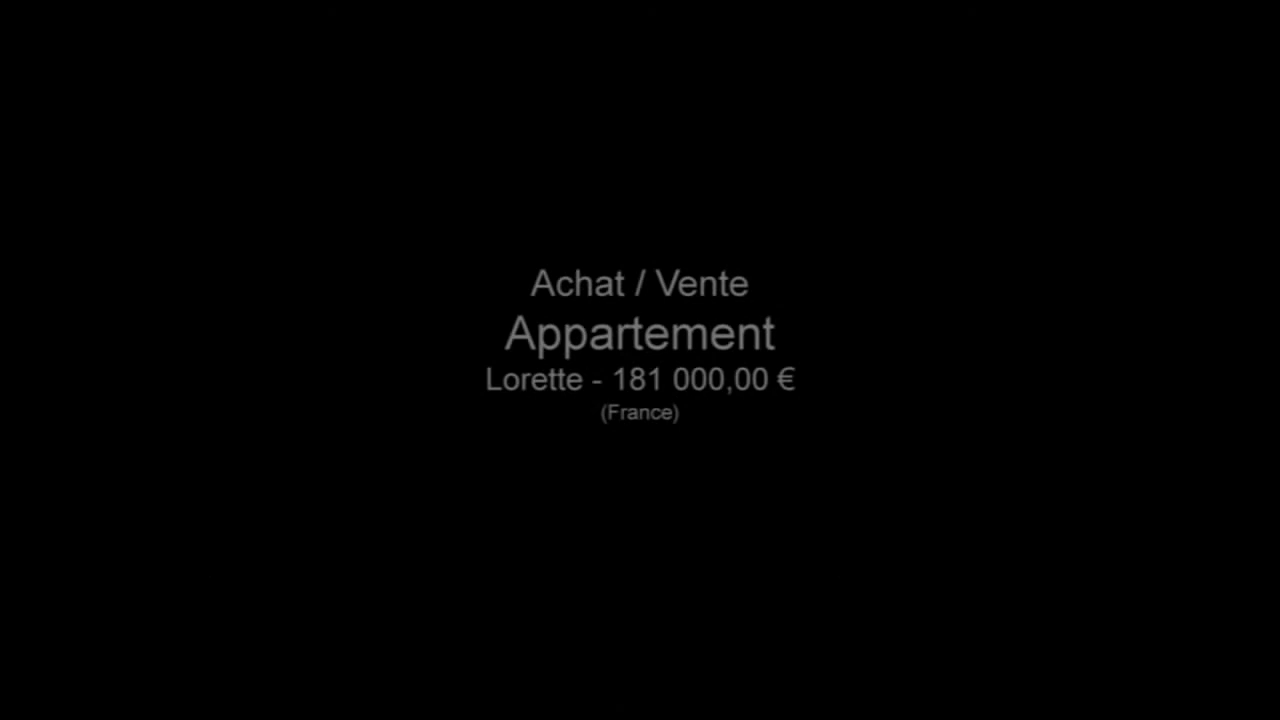 Achat / Vente
Appartement
Lorette - 181 000,00 €
(France)